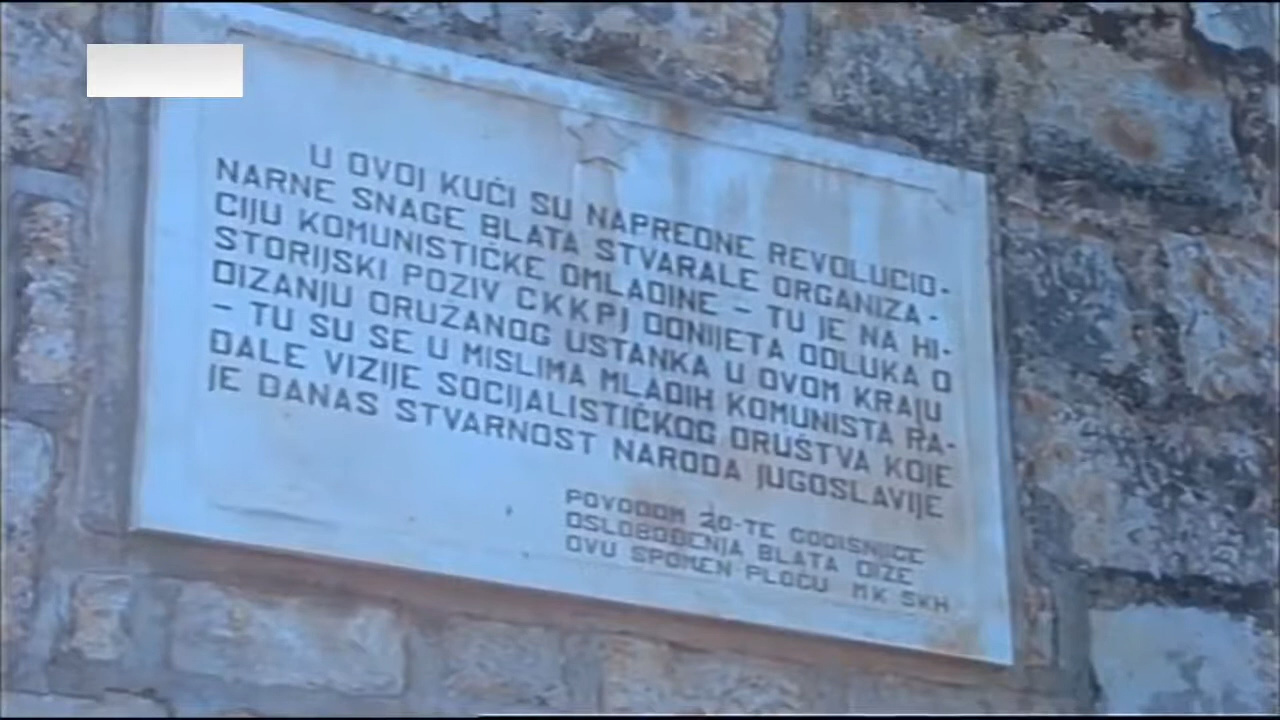 U OVOJ KUĆI SU NAPREDNE REVOLUCIO-
NARNE SNAGE BLATA STVARALE ORGANIZA-
CIJU KOMUNISTIČKE OMLADINE – TU JE NA HI-
STORIJSKI POZIV CKKPJ DONIJETA ODLUKA O
DIZANJU ORUŽANOG USTANKA U OVOM KRAJU
– TU SU SE U MISLIMA MLADIH KOMUNISTA RA-
ĐALE VIZIJE SOCIJALISTIČKOG DRUŠTVA KOJE
JE DANAS STVARNOST NARODA JUGOSLAVIJE
POVODOM 20-TE GODIŠNJICE
OSLOBOĐENJA BLATA DIŽE
OVU SPOMEN PLOČU MK SKH